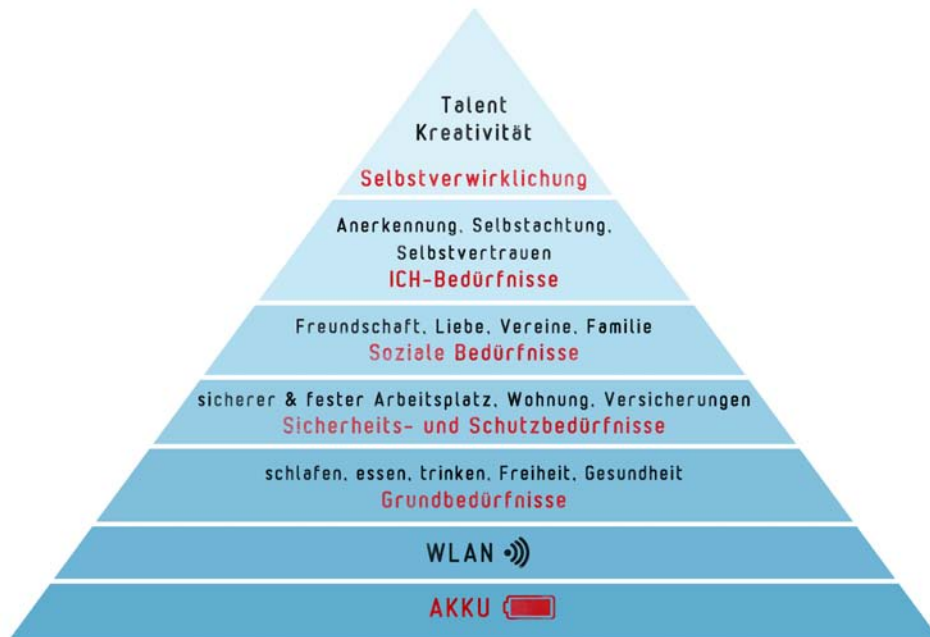 Talent
Kreativität
Selbstverwirklichung
Anerkennung, Selbstachtung,
Selbstvertrauen
ICH-Bedürfnisse
Freundschaft, Liebe, Vereine, Familie
Soziale Bedürfnisse
sicherer & fester Arbeitsplatz, Wohnung, Versicherungen
Sicherheits- und Schutzbedürfnisse
schlafen, essen, trinken, Freiheit, Gesundheit
Grundbedürfnisse
WLAN
AKKU